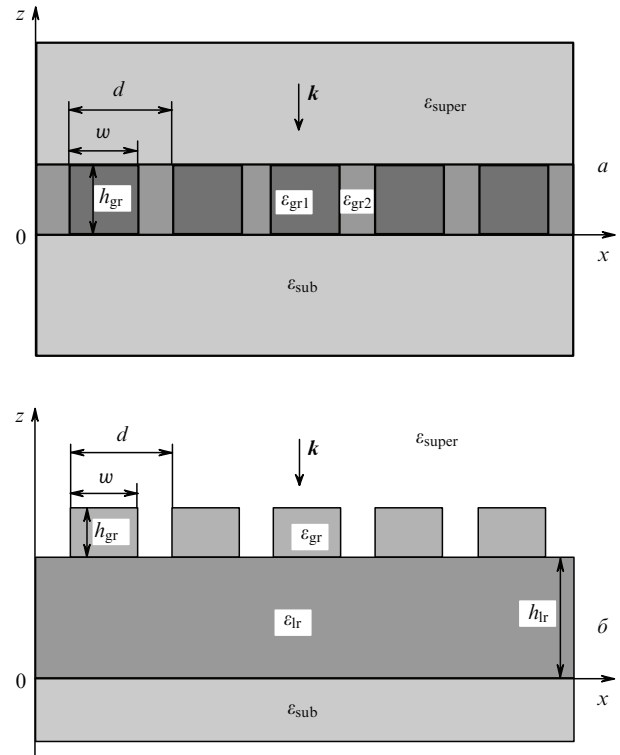 z
d
k
ε_super
w
a
h_gr
ε_gr1
ε_gr2
0
x
ε_sub
z
d
k
ε_super
w
h_gr
ε_gr
ε_lr
h_lr
б
0
x
ε_sub